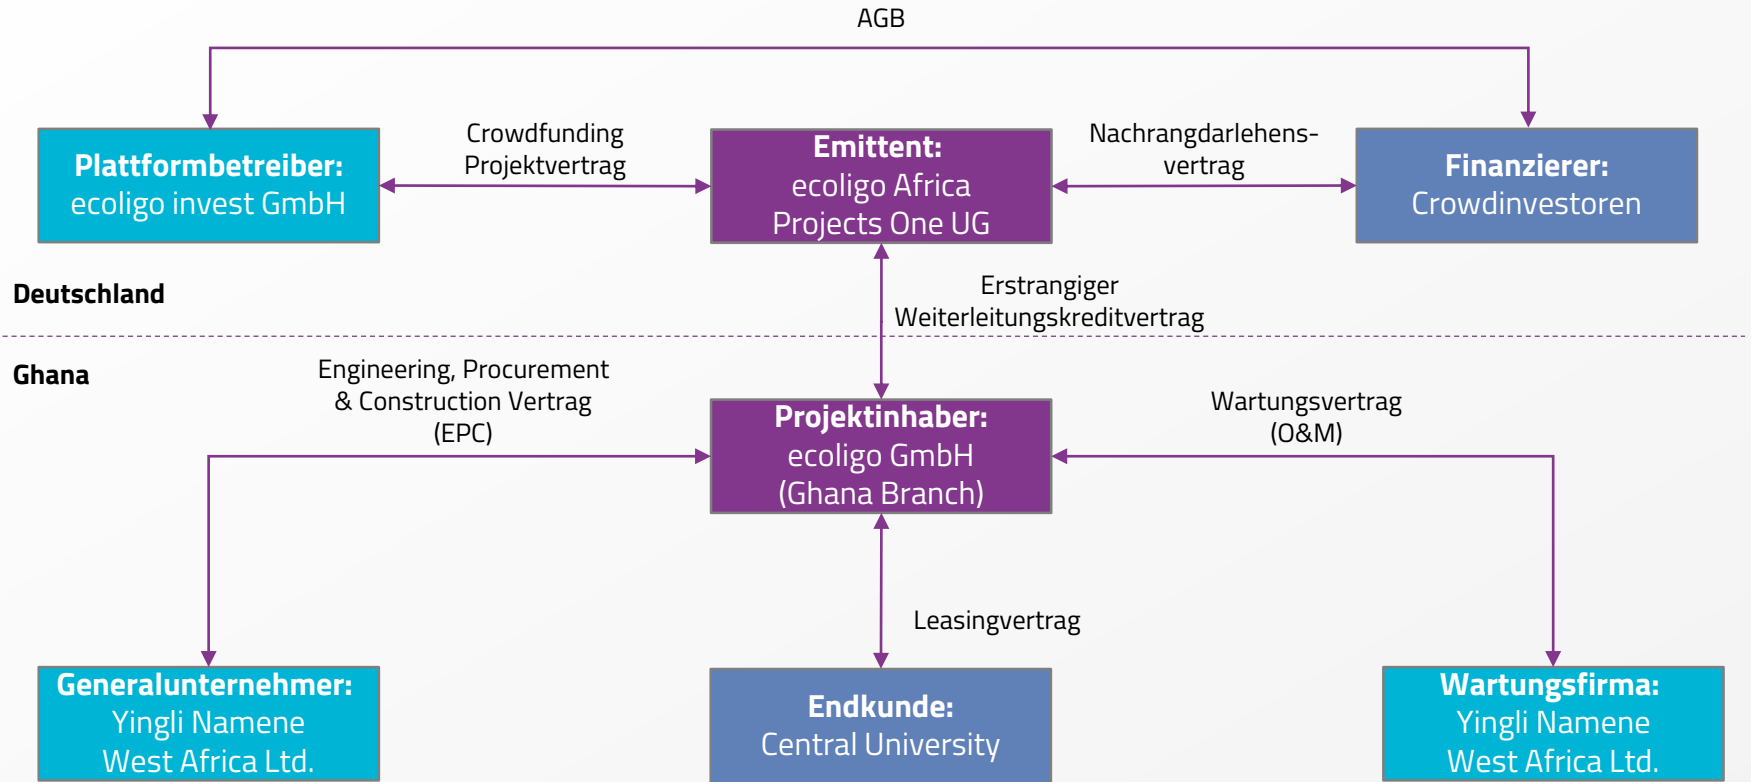 AGB
Plattformbetreiber:
ecoligo invest GmbH
Crowdfunding
Projektvertrag
Emittent:
ecoligo Africa
Projects One UG
Nachrangdarlehens-
vertrag
Finanzierer:
Crowdinvestoren
Deutschland
Erstrangiger
Weiterleitungskreditvertrag
Ghana
Engineering, Procurement
& Construction Vertrag
(EPC)
Projektinhaber:
ecoligo GmbH
(Ghana Branch)
Wartungsvertrag
(O&M)
Leasingvertrag
Generalunternehmer:
Yingli Namene
West Africa Ltd.
Endkunde:
Central University
Wartungsfirma:
Yingli Namene
West Africa Ltd.